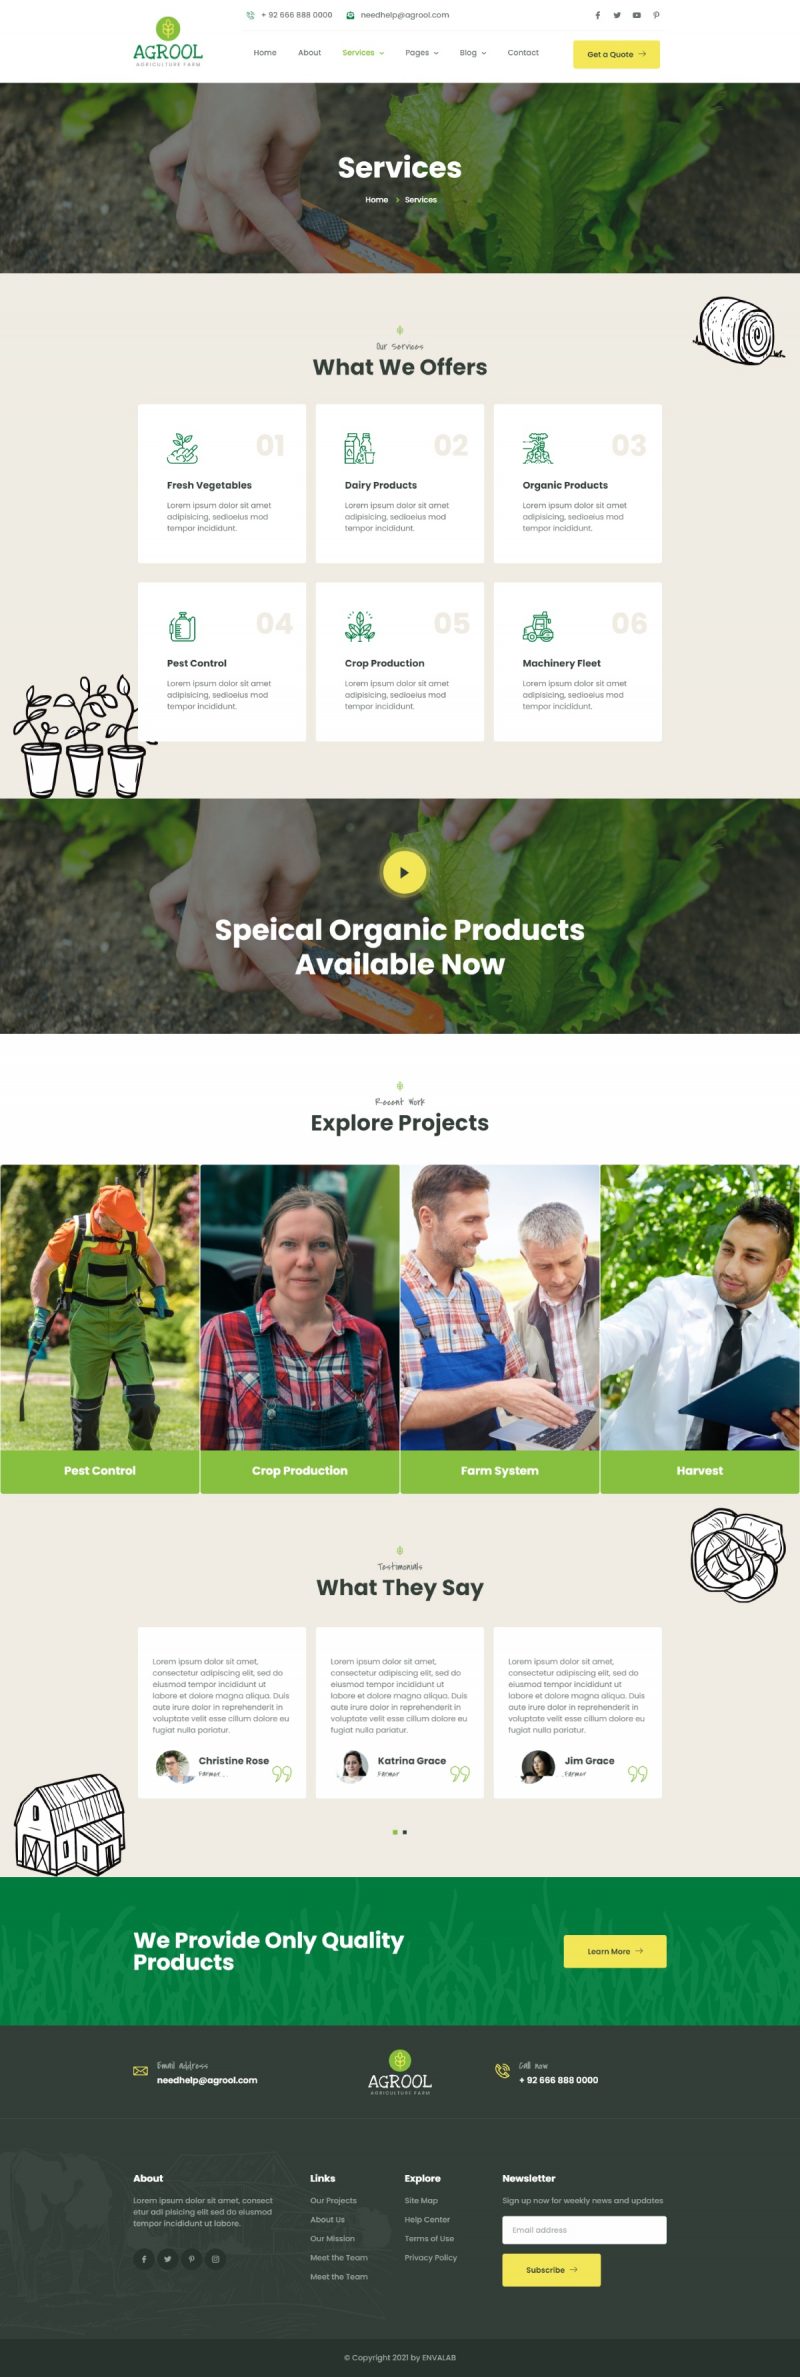 + 92 666 888 0000
needhelp@agrool.com
AGROOL
AGRICULTURE FARM
Home
About
Services
Pages
Blog
Contact
Get a Quote
Services
Home
Services
Our Services
What We Offers
01
Fresh Vegetables
Lorem ipsum dolor sit amet
adipisicing, sedioeius mod
tempor incididunt.
02
Dairy Products
Lorem ipsum dolor sit amet
adipisicing, sedioeius mod
tempor incididunt.
03
Organic Products
Lorem ipsum dolor sit amet
adipisicing, sedioeius mod
tempor incididunt.
04
Pest Control
Lorem ipsum dolor sit amet
adipisicing, sedioeius mod
tempor incididunt.
05
Crop Production
Lorem ipsum dolor sit amet
adipisicing, sedioeius mod
tempor incididunt.
06
Machinery Fleet
Lorem ipsum dolor sit amet
adipisicing, sedioeius mod
tempor incididunt.
Speical Organic Products
Available Now
Recent Work
Explore Projects
Pest Control
Crop Production
Farm System
Harvest
Testimonials
What They Say
Lorem ipsum dolor sit amet,
consectetur adipiscing elit, sed do
eiusmod tempor incididunt ut
labore et dolore magna aliqua. Duis
aute irure dolor in reprehenderit in
voluptate velit esse cillum dolore eu
fugiat nulla pariatur.
Christine Rose
Farmer
Lorem ipsum dolor sit amet,
consectetur adipiscing elit, sed do
eiusmod tempor incididunt ut
labore et dolore magna aliqua. Duis
aute irure dolor in reprehenderit in
voluptate velit esse cillum dolore eu
fugiat nulla pariatur.
Katrina Grace
Farmer
Lorem ipsum dolor sit amet,
consectetur adipiscing elit, sed do
eiusmod tempor incididunt ut
labore et dolore magna aliqua. Duis
aute irure dolor in reprehenderit in
voluptate velit esse cillum dolore eu
fugiat nulla pariatur.
Jim Grace
Farmer
We Provide Only Quality
Products
Learn More
Email address
needhelp@agrool.com
AGROOL
AGRICULTURE FARM
Call now
+ 92 666 888 0000
About
Lorem ipsum dolor sit amet, consect
etur adi pisicing elit sed do eiusmod
tempor incididunt ut labore.
Links
Our Projects
About Us
Our Mission
Meet the Team
Meet the Team
Explore
Site Map
Help Center
Terms of Use
Privacy Policy
Newsletter
Sign up now for weekly news and updates
Email address
Subscribe
© Copyright 2021 by ENVALAB